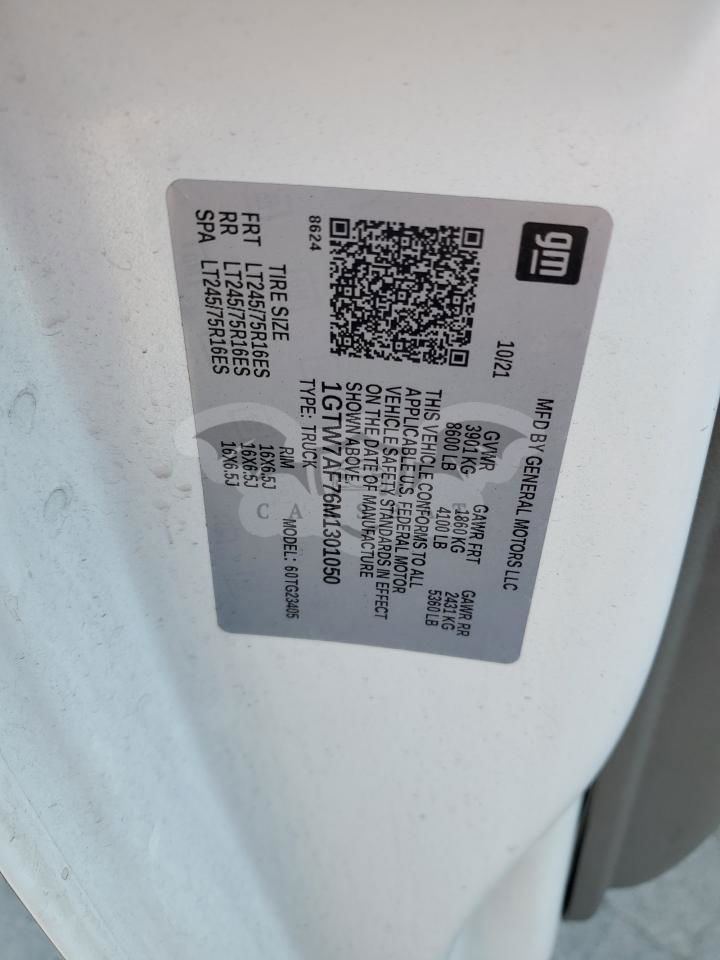 gm
MFD BY GENERAL MOTORS LLC
10/21
GVWR GAWR FRT GAWR RR
3901 KG 1860 KG 2431 KG
8600 LB 4100 LB 5360 LB
THIS VEHICLE CONFORMS TO ALL
APPLICABLE U.S. FEDERAL MOTOR
VEHICLE SAFETY STANDARDS IN EFFECT
ON THE DATE OF MANUFACTURE
SHOWN ABOVE.
1GTW7AF76M1301050
TYPE: TRUCK
MODEL: 60TG23405
8624
TIRE SIZE RIM
FRT LT245/75R16ES 16X6.5J
RR LT245/75R16ES 16X6.5J
SPA LT245/75R16ES 16X6.5J